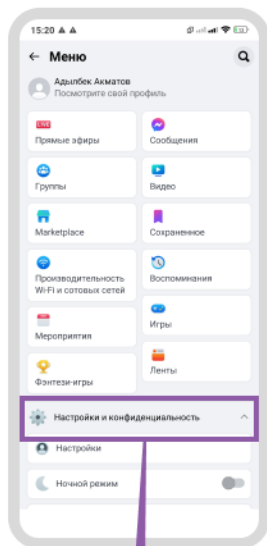 15:20
Меню
Адылбек Акматов
Посмотрите свой профиль
LIVE
Прямые эфиры
Сообщения
Группы
Видео
Marketplace
Сохраненное
Производительность
Wi-Fi и сотовых сетей
Воспоминания
Мероприятия
Игры
Фэнтези-игры
Ленты
Настройки и конфиденциальность
Настройки
Ночной режим